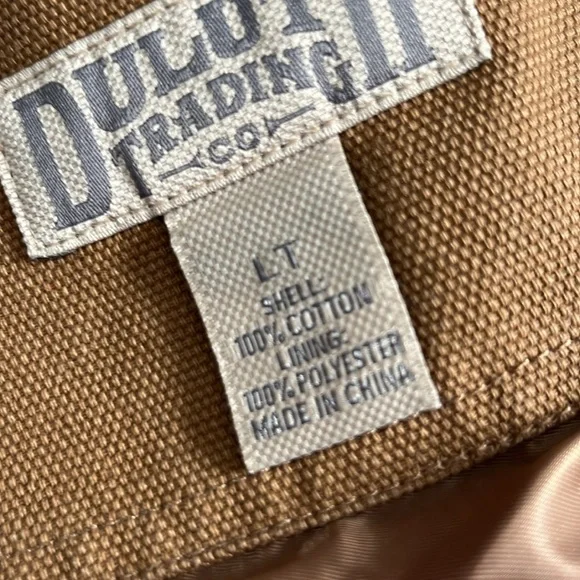 DULUTH
TRADING
CO
LT
SHELL:
100% COTTON
LINING:
100% POLYESTER
MADE IN CHINA